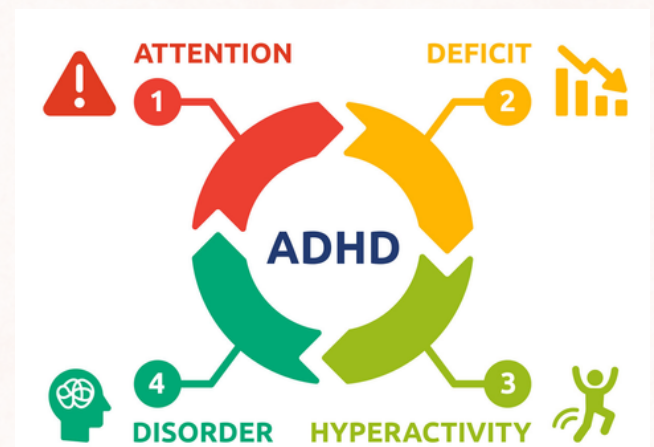 ATTENTION
1
DEFICIT
2
ADHD
3
HYPERACTIVITY
4
DISORDER